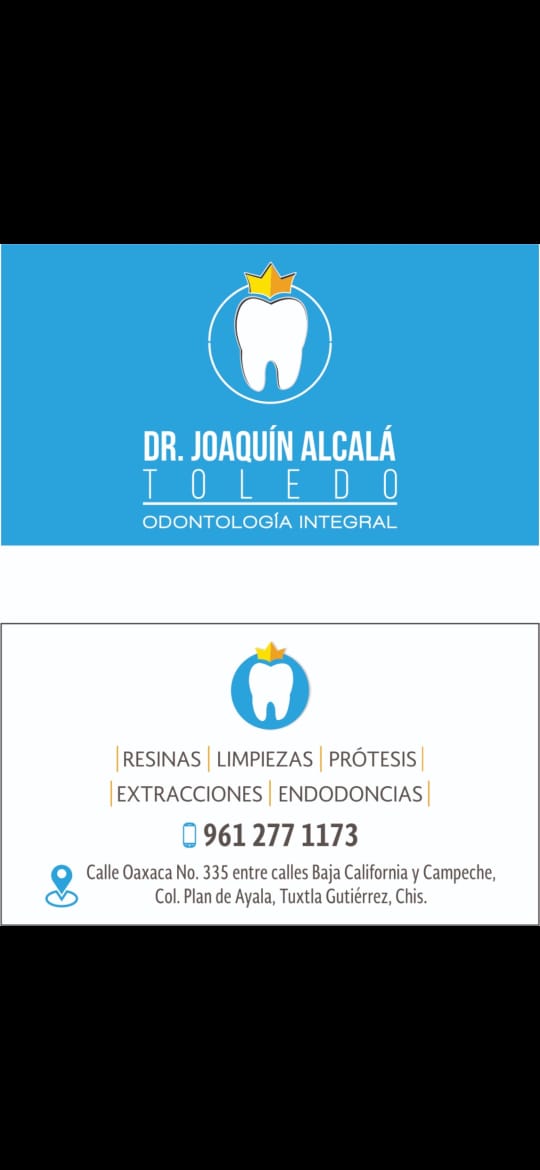 DR. JOAQUÍN ALCALÁ
TOLEDO
ODONTOLOGÍA INTEGRAL
|RESINAS| LIMPIEZAS | PRÓTESIS|
|EXTRACCIONES| ENDODONCIAS|
961 277 1173
Calle Oaxaca No. 335 entre calles Baja California y Campeche,
Col. Plan de Ayala, Tuxtla Gutiérrez, Chis.